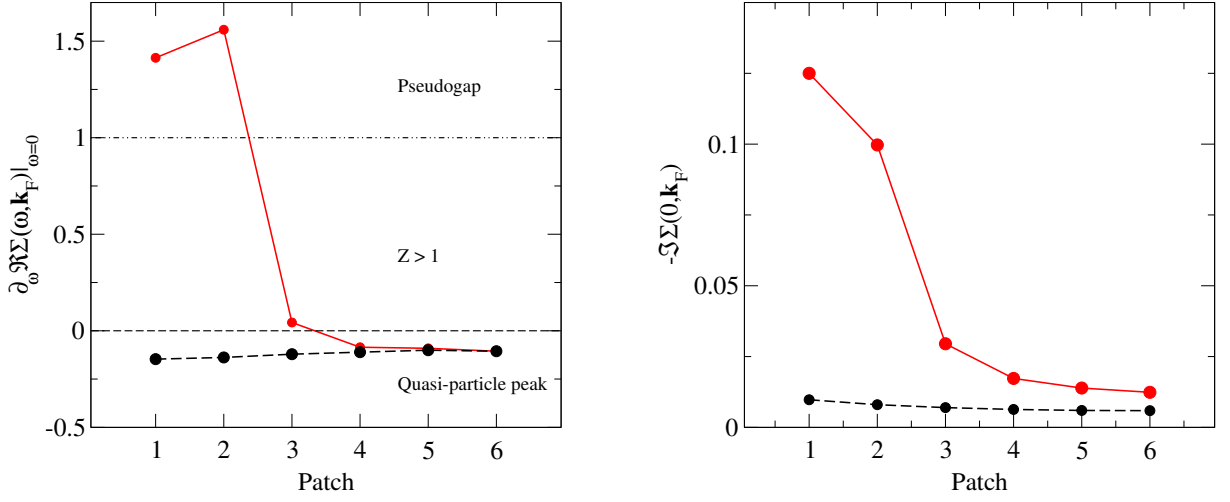 ∂ωℜΣ(ω,kF)|ω=0
1.5
1
0.5
0
-0.5
Pseudogap
Z > 1
Quasi-particle peak
1 2 3 4 5 6
Patch
-ℑΣ(0,kF)
0.1
0.05
0
1 2 3 4 5 6
Patch